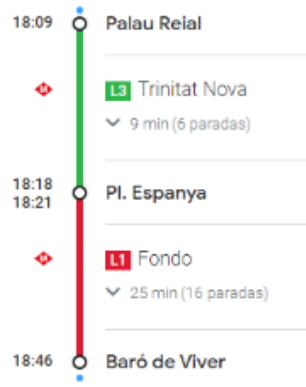 18:09 Palau Reial
L3 Trinitat Nova
9 min (6 paradas)
18:18
18:21
Pl. Espanya
L1 Fondo
25 min (16 paradas)
18:46 Baró de Viver